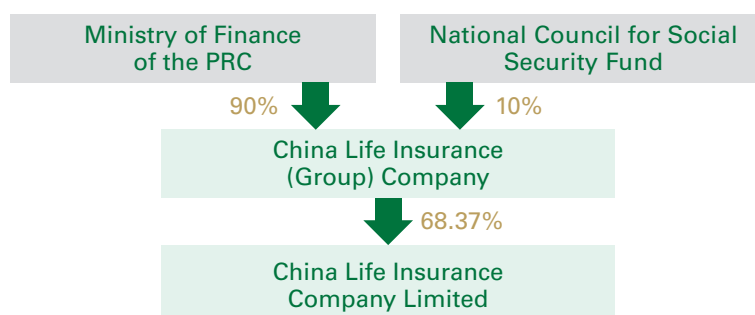 Ministry of Finance
of the PRC
National Council for Social
Security Fund
90%
10%
China Life Insurance
(Group) Company
68.37%
China Life Insurance
Company Limited